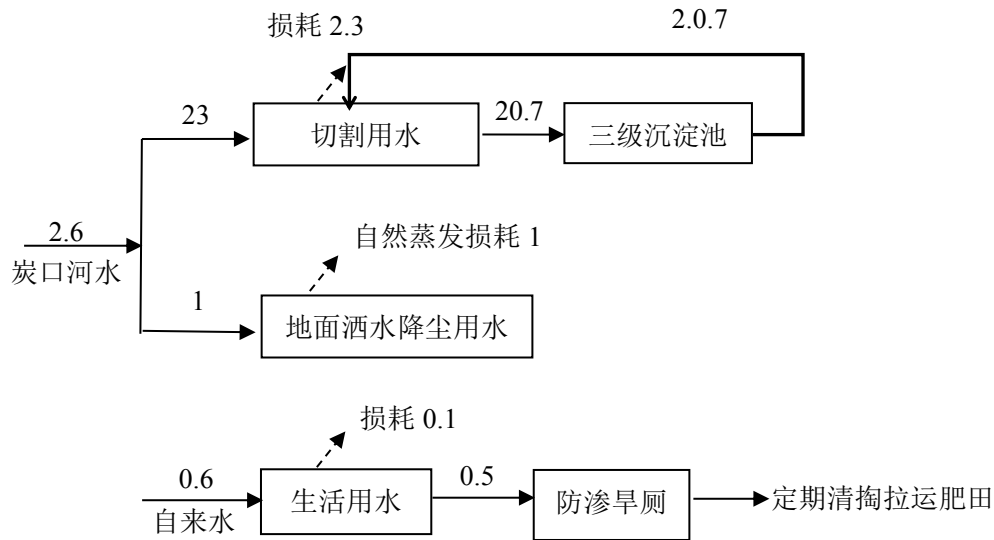 损耗 2.3
2.0.7
23
切割用水
20.7
三级沉淀池
2.6
炭口河水
自然蒸发损耗 1
1
地面洒水降尘用水
损耗 0.1
0.6
自来水
生活用水
0.5
防渗旱厕
定期清掏拉运肥田